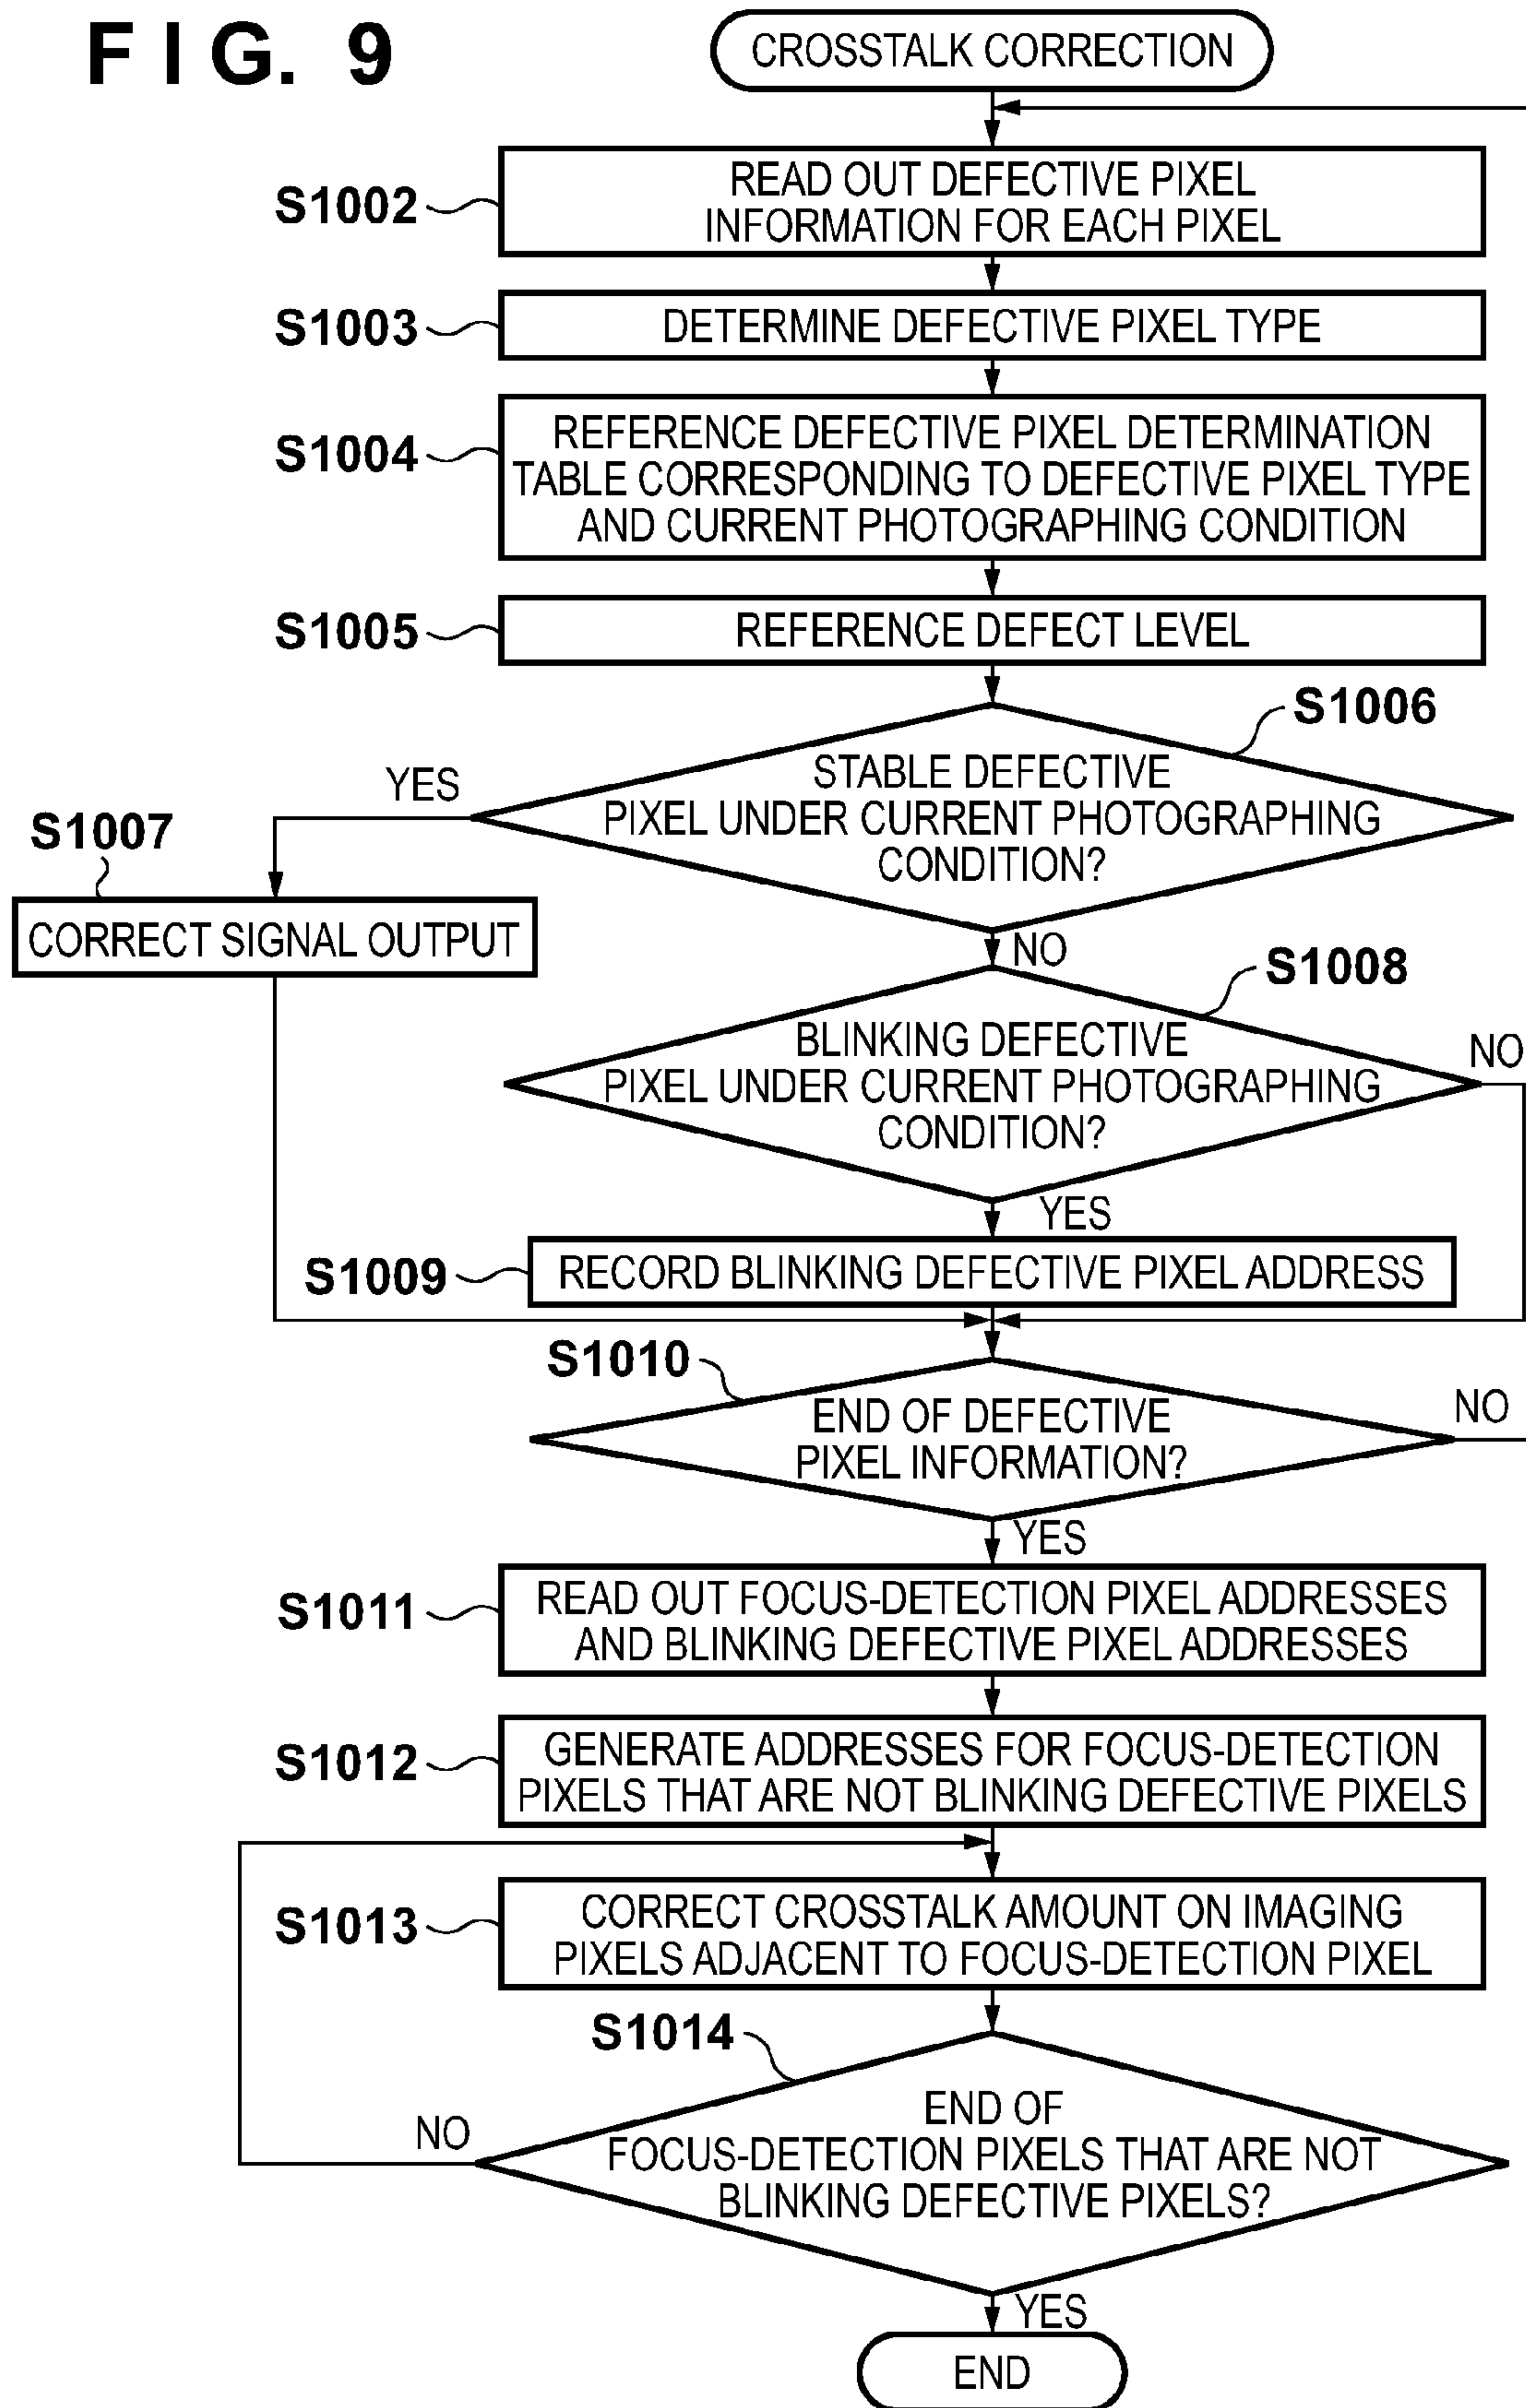 FIG. 9
CROSSTALK CORRECTION
S1002
READ OUT DEFECTIVE PIXEL
INFORMATION FOR EACH PIXEL
S1003
DETERMINE DEFECTIVE PIXEL TYPE
S1004
REFERENCE DEFECTIVE PIXEL DETERMINATION
TABLE CORRESPONDING TO DEFECTIVE PIXEL TYPE
AND CURRENT PHOTOGRAPHING CONDITION
S1005
REFERENCE DEFECT LEVEL
S1006
STABLE DEFECTIVE
PIXEL UNDER CURRENT PHOTOGRAPHING
CONDITION?
YES
S1007
CORRECT SIGNAL OUTPUT
NO
S1008
BLINKING DEFECTIVE
PIXEL UNDER CURRENT PHOTOGRAPHING
CONDITION?
NO
YES
S1009
RECORD BLINKING DEFECTIVE PIXEL ADDRESS
S1010
END OF DEFECTIVE
PIXEL INFORMATION?
NO
YES
S1011
READ OUT FOCUS-DETECTION PIXEL ADDRESSES
AND BLINKING DEFECTIVE PIXEL ADDRESSES
S1012
GENERATE ADDRESSES FOR FOCUS-DETECTION
PIXELS THAT ARE NOT BLINKING DEFECTIVE PIXELS
S1013
CORRECT CROSSTALK AMOUNT ON IMAGING
PIXELS ADJACENT TO FOCUS-DETECTION PIXEL
S1014
END OF
FOCUS-DETECTION PIXELS THAT ARE NOT
BLINKING DEFECTIVE PIXELS?
NO
YES
END